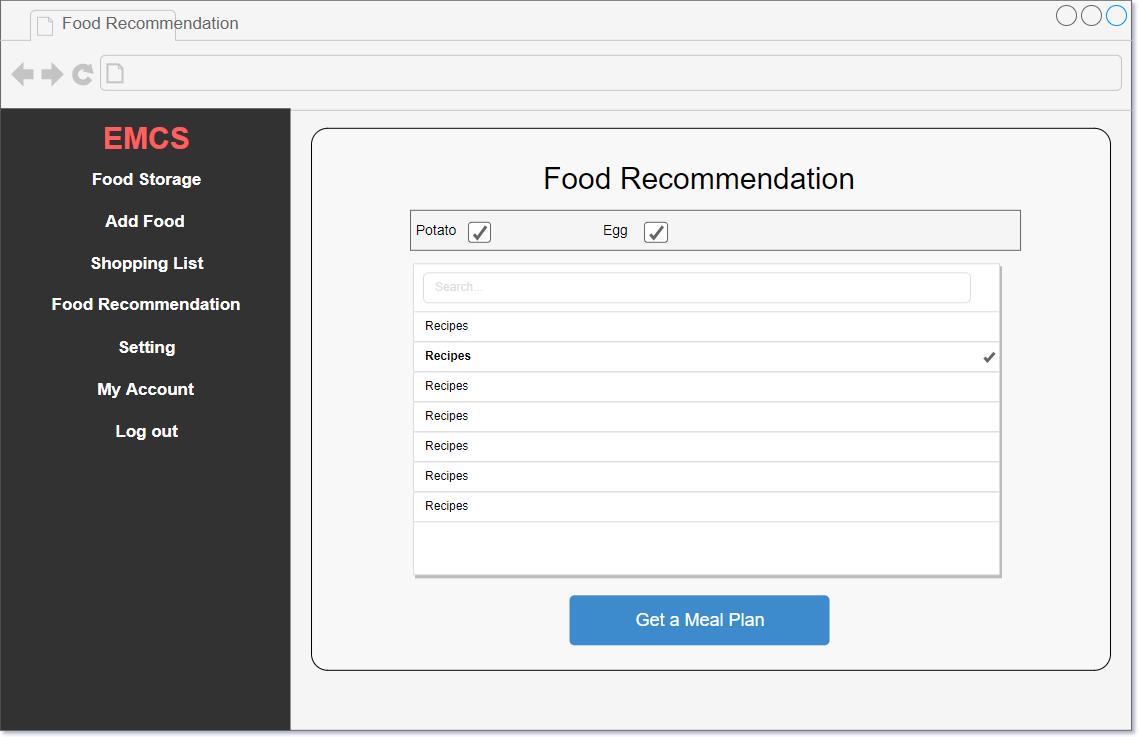 Food Recommendation
EMCS
Food Storage
Add Food
Shopping List
Food Recommendation
Setting
My Account
Log out
Food Recommendation
Potato Egg
Search...
Recipes
Recipes
Recipes
Recipes
Recipes
Recipes
Recipes
Get a Meal Plan